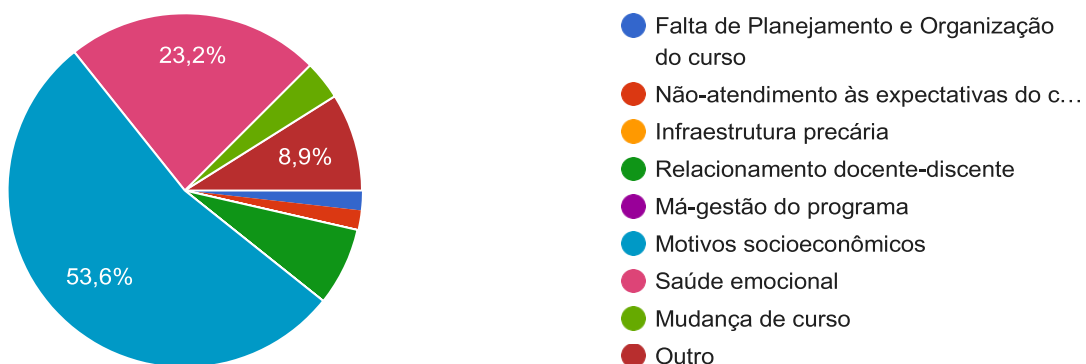 23,2%
8,9%
53,6%
Falta de Planejamento e Organização
do curso
Não-atendimento às expectativas do c...
Infraestrutura precária
Relacionamento docente-discente
Má-gestão do programa
Motivos socioeconômicos
Saúde emocional
Mudança de curso
Outro